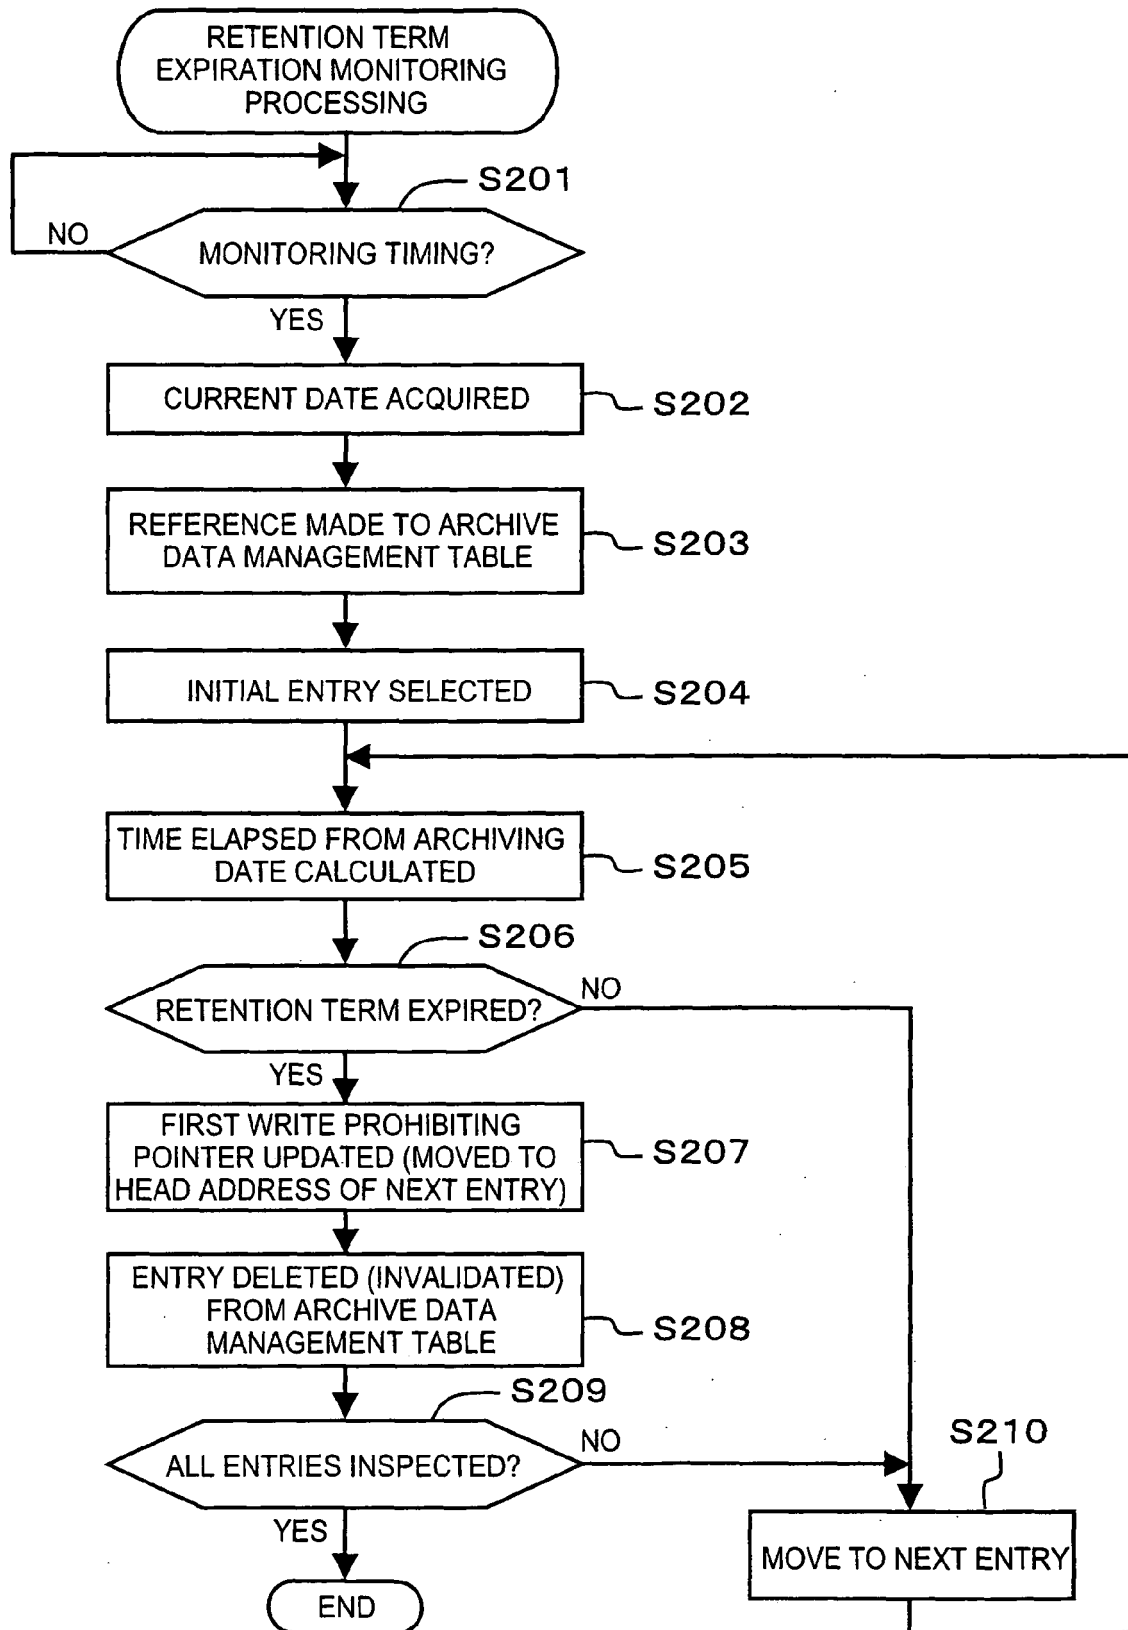 RETENTION TERM
EXPIRATION MONITORING
PROCESSING
S201
NO
MONITORING TIMING?
YES
CURRENT DATE ACQUIRED
S202
REFERENCE MADE TO ARCHIVE
DATA MANAGEMENT TABLE
S203
INITIAL ENTRY SELECTED
S204
TIME ELAPSED FROM ARCHIVING
DATE CALCULATED
S205
S206
RETENTION TERM EXPIRED?
NO
YES
FIRST WRITE PROHIBITING
POINTER UPDATED (MOVED TO
HEAD ADDRESS OF NEXT ENTRY)
S207
ENTRY DELETED (INVALIDATED)
FROM ARCHIVE DATA
MANAGEMENT TABLE
S208
S209
ALL ENTRIES INSPECTED?
NO
S210
YES
MOVE TO NEXT ENTRY
END